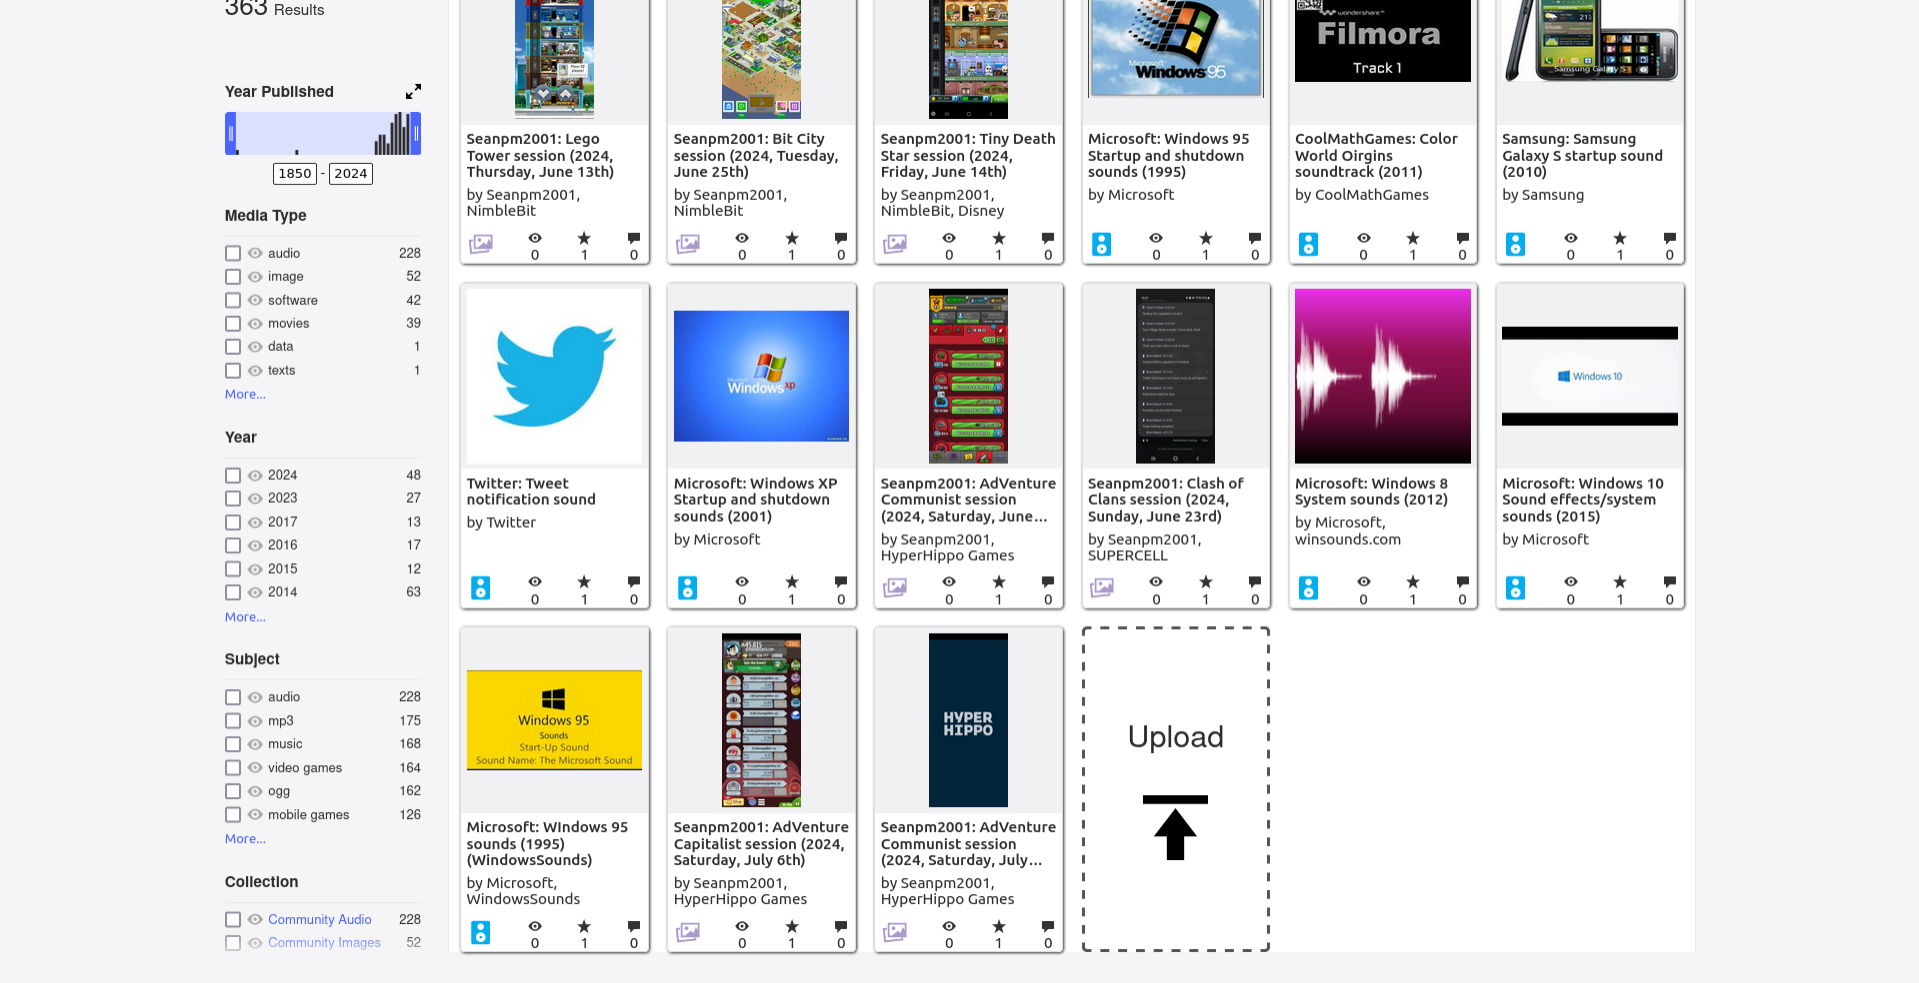 363 Results
Year Published
1850 - 2024
Media Type
audio 228
image 52
software 42
movies 39
data 1
texts 1
More...
Year
2024 48
2023 27
2017 13
2016 17
2015 12
2014 63
More...
Subject
audio 228
mp3 175
music 168
video games 164
ogg 162
mobile games 126
More...
Collection
Community Audio 228
Community Images 52
Seanpm2001: Lego
Tower session (2024,
Thursday, June 13th)
by Seanpm2001,
NimbleBit
0 1 0
Seanpm2001: Bit City
session (2024, Tuesday,
June 25th)
by Seanpm2001,
NimbleBit
0 1 0
Seanpm2001: Tiny Death
Star session (2024,
Friday, June 14th)
by Seanpm2001,
NimbleBit, Disney
0 1 0
Microsoft
Windows 95
Microsoft: Windows 95
Startup and shutdown
sounds (1995)
by Microsoft
0 1 0
wondershare
Filmora
Track 1
CoolMathGames: Color
World Oirgins
soundtrack (2011)
by CoolMathGames
0 1 0
Samsung Galaxy S
Samsung: Samsung
Galaxy S startup sound
(2010)
by Samsung
0 1 0
Twitter: Tweet
notification sound
by Twitter
0 1 0
Windows xp
Microsoft: Windows XP
Startup and shutdown
sounds (2001)
by Microsoft
0 1 0
Seanpm2001: AdVenture
Communist session
(2024, Saturday, June...
by Seanpm2001,
HyperHippo Games
0 1 0
Seanpm2001: Clash of
Clans session (2024,
Sunday, June 23rd)
by Seanpm2001,
SUPERCELL
0 1 0
Microsoft: Windows 8
System sounds (2012)
by Microsoft,
winsounds.com
0 1 0
Windows 10
Microsoft: Windows 10
Sound effects/system
sounds (2015)
by Microsoft
0 1 0
Windows 95
Sounds
Start-Up Sound
Sound Name: The Microsoft Sound
Microsoft: WIndows 95
sounds (1995)
(WindowsSounds)
by Microsoft,
WindowsSounds
0 1 0
Seanpm2001: AdVenture
Capitalist session (2024,
Saturday, July 6th)
by Seanpm2001,
HyperHippo Games
0 1 0
HYPER
HIPPO
Seanpm2001: AdVenture
Communist session
(2024, Saturday, July...
by Seanpm2001,
HyperHippo Games
0 1 0
Upload